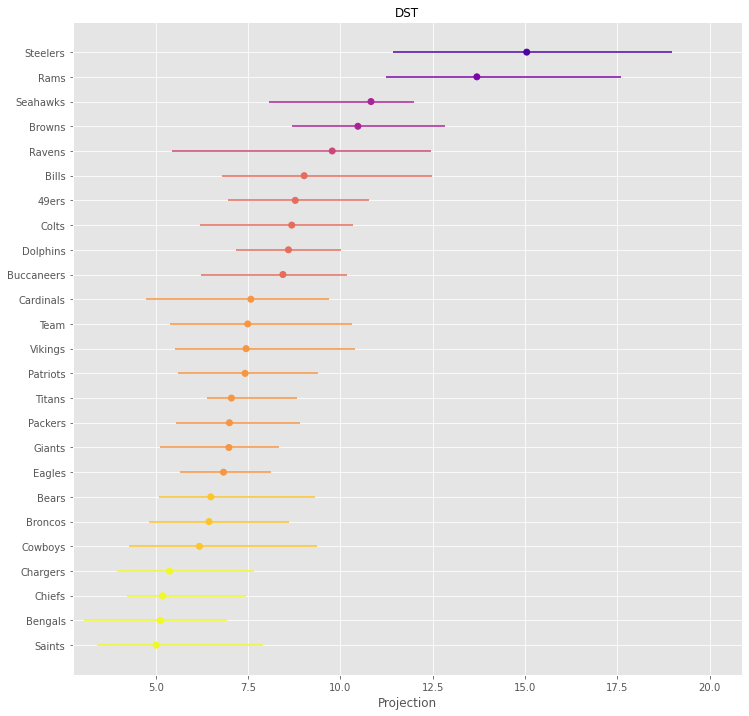 DST
Steelers
Rams
Seahawks
Browns
Ravens
Bills
49ers
Colts
Dolphins
Buccaneers
Cardinals
Team
Vikings
Patriots
Titans
Packers
Giants
Eagles
Bears
Broncos
Cowboys
Chargers
Chiefs
Bengals
Saints
5.0 7.5 10.0 12.5 15.0 17.5 20.0
Projection